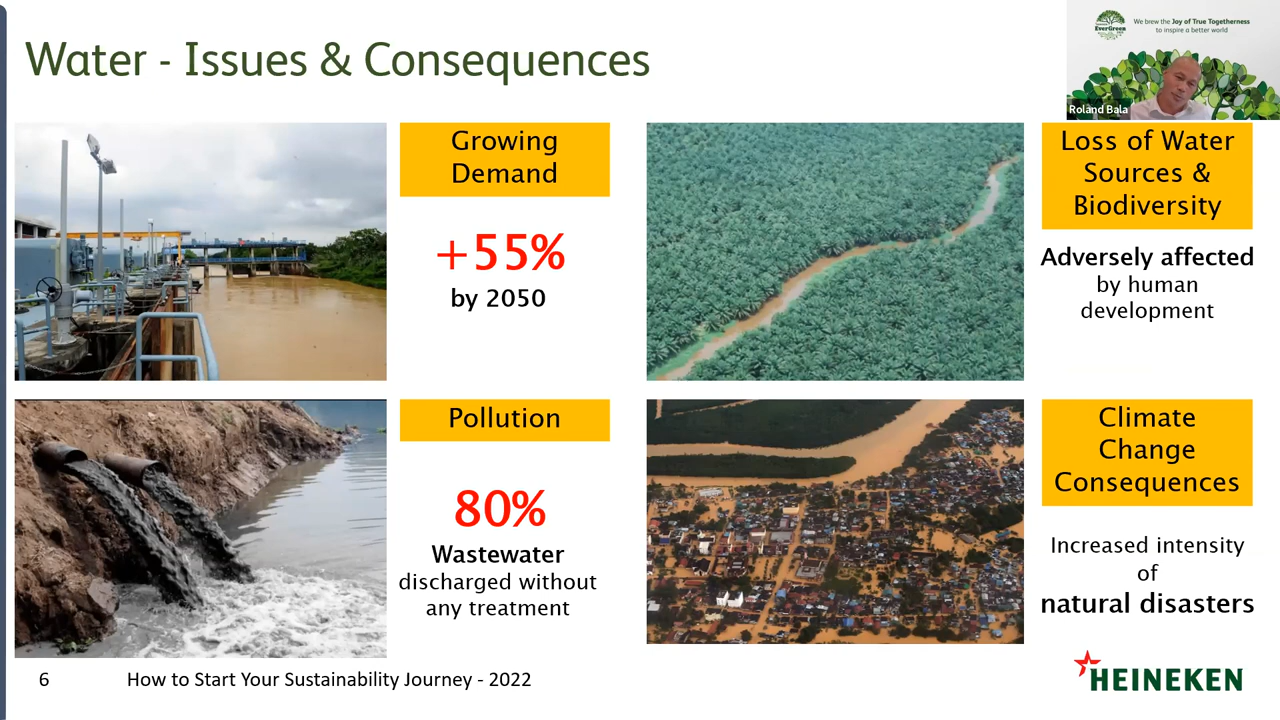 Water - Issues & Consequences
EverGreen
We brew the Joy of True Togetherness
to inspire a better world
Roland Bala
Growing
Demand
+55%
by 2050
Loss of Water
Sources &
Biodiversity
Adversely affected
by human
development
Pollution
80%
Wastewater
discharged without
any treatment
Climate
Change
Consequences
Increased intensity
of
natural disasters
6
How to Start Your Sustainability Journey - 2022
HEINEKEN